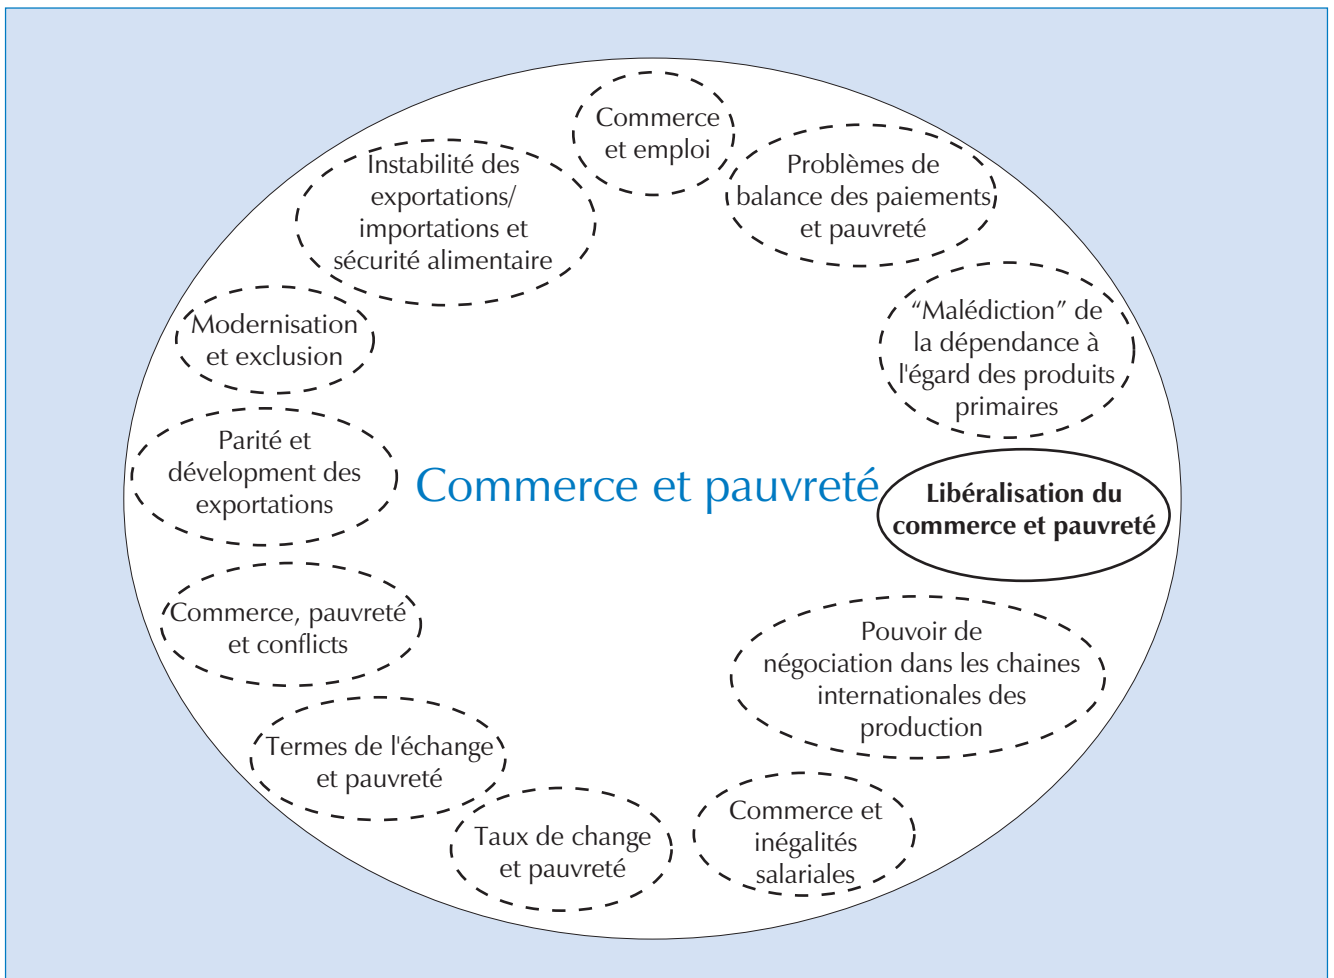 Commerce
et emploi
Problèmes de
balance des paiements
et pauvreté
“Malédiction” de
la dépendance à
l'égard des produits
primaires
Libéralisation du
commerce et pauvreté
Pouvoir de
négociation dans les chaines
internationales des
production
Commerce et
inégalités
salariales
Taux de change
et pauvreté
Termes de l'échange
et pauvreté
Commerce, pauvreté
et conflicts
Parité et
dévelopment des
exportations
Modernisation
et exclusion
Instabilité des
exportations/
importations et
sécurité alimentaire
Commerce et pauvreté